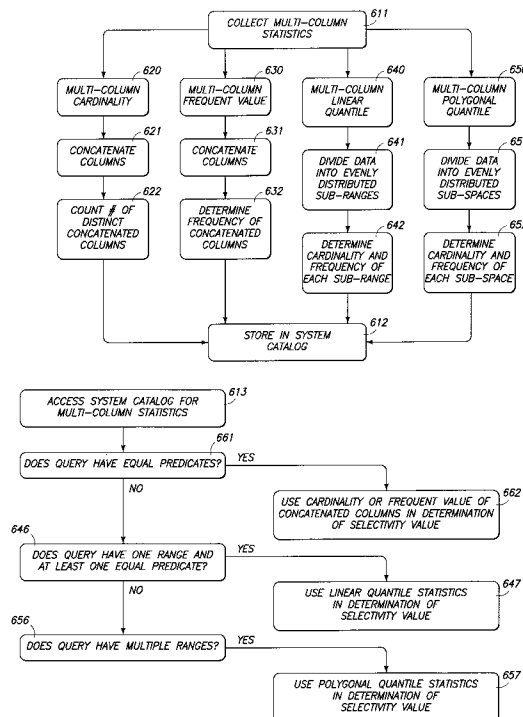 COLLECT MULTI-COLUMN
STATISTICS
611
620
MULTI-COLUMN
CARDINALITY
630
MULTI-COLUMN
FREQUENT VALUE
640
MULTI-COLUMN
LINEAR
QUANTILE
MULTI-COLUMN
POLYGONAL
QUANTILE
621
CONCATENATE
COLUMNS
631
CONCATENATE
COLUMNS
641
DIVIDE DATA
INTO EVENLY
DISTRIBUTED
SUB-RANGES
DIVIDE DATA
INTO EVENLY
DISTRIBUTED
SUB-SPACES
622
COUNT # OF
DISTINCT
CONCATENATED
COLUMNS
632
DETERMINE
FREQUENCY OF
CONCATENATED
COLUMNS
642
DETERMINE
CARDINALITY AND
FREQUENCY OF
EACH SUB-RANGE
DETERMINE
CARDINALITY AND
FREQUENCY OF
EACH SUB-SPACE
STORE IN SYSTEM
CATALOG
612
ACCESS SYSTEM CATALOG FOR
MULTI-COLUMN STATISTICS
613
661
DOES QUERY HAVE EQUAL PREDICATES?
YES
NO
662
USE CARDINALITY OR FREQUENT VALUE OF
CONCATENATED COLUMNS IN DETERMINATION
OF SELECTIVITY VALUE
646
DOES QUERY HAVE ONE RANGE AND
AT LEAST ONE EQUAL PREDICATE?
YES
NO
647
USE LINEAR QUANTILE STATISTICS
IN DETERMINATION OF
SELECTIVITY VALUE
656
DOES QUERY HAVE MULTIPLE RANGES?
YES
657
USE POLYGONAL QUANTILE STATISTICS
IN DETERMINATION OF
SELECTIVITY VALUE